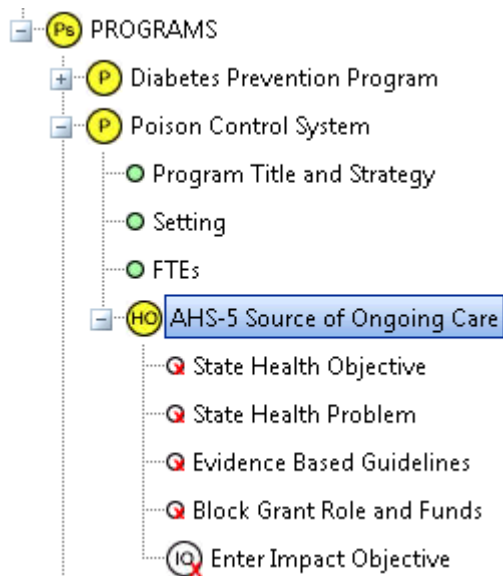 Ps PROGRAMS
P Diabetes Prevention Program
P Poison Control System
Program Title and Strategy
Setting
FTEs
HO AHS-5 Source of Ongoing Care
State Health Objective
State Health Problem
Evidence Based Guidelines
Block Grant Role and Funds
IO Enter Impact Objective